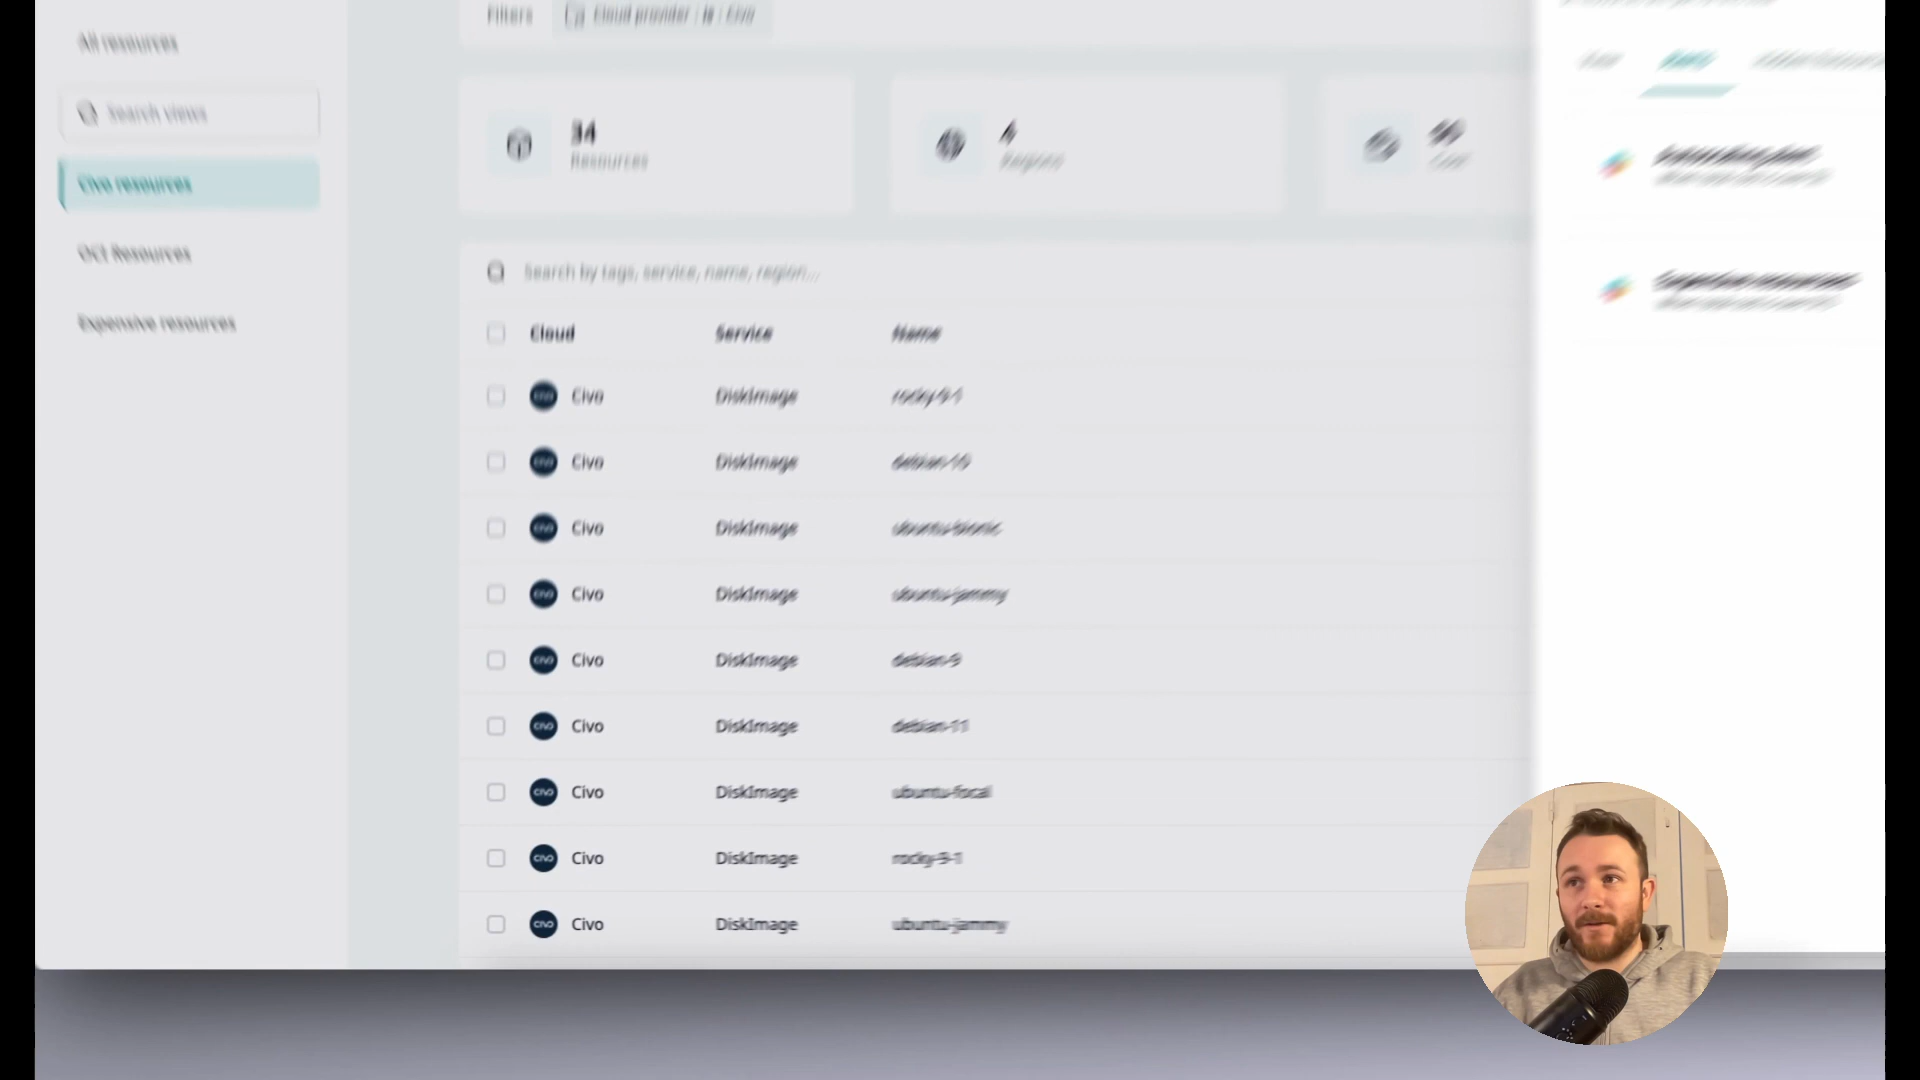 Filters
Cloud provider : is : Civo
All resources
Search views
Civo resources
OCI Resources
Expensive resources
34
Resources
4
Regions
Cost
Search by tags, service, name, region...
Cloud Service Name
Civo DiskImage rocky-9-1
Civo DiskImage debian-10
Civo DiskImage ubuntu-bionic
Civo DiskImage ubuntu-jammy
Civo DiskImage debian-9
Civo DiskImage debian-11
Civo DiskImage ubuntu-focal
Civo DiskImage rocky-9-1
Civo DiskImage ubuntu-jammy